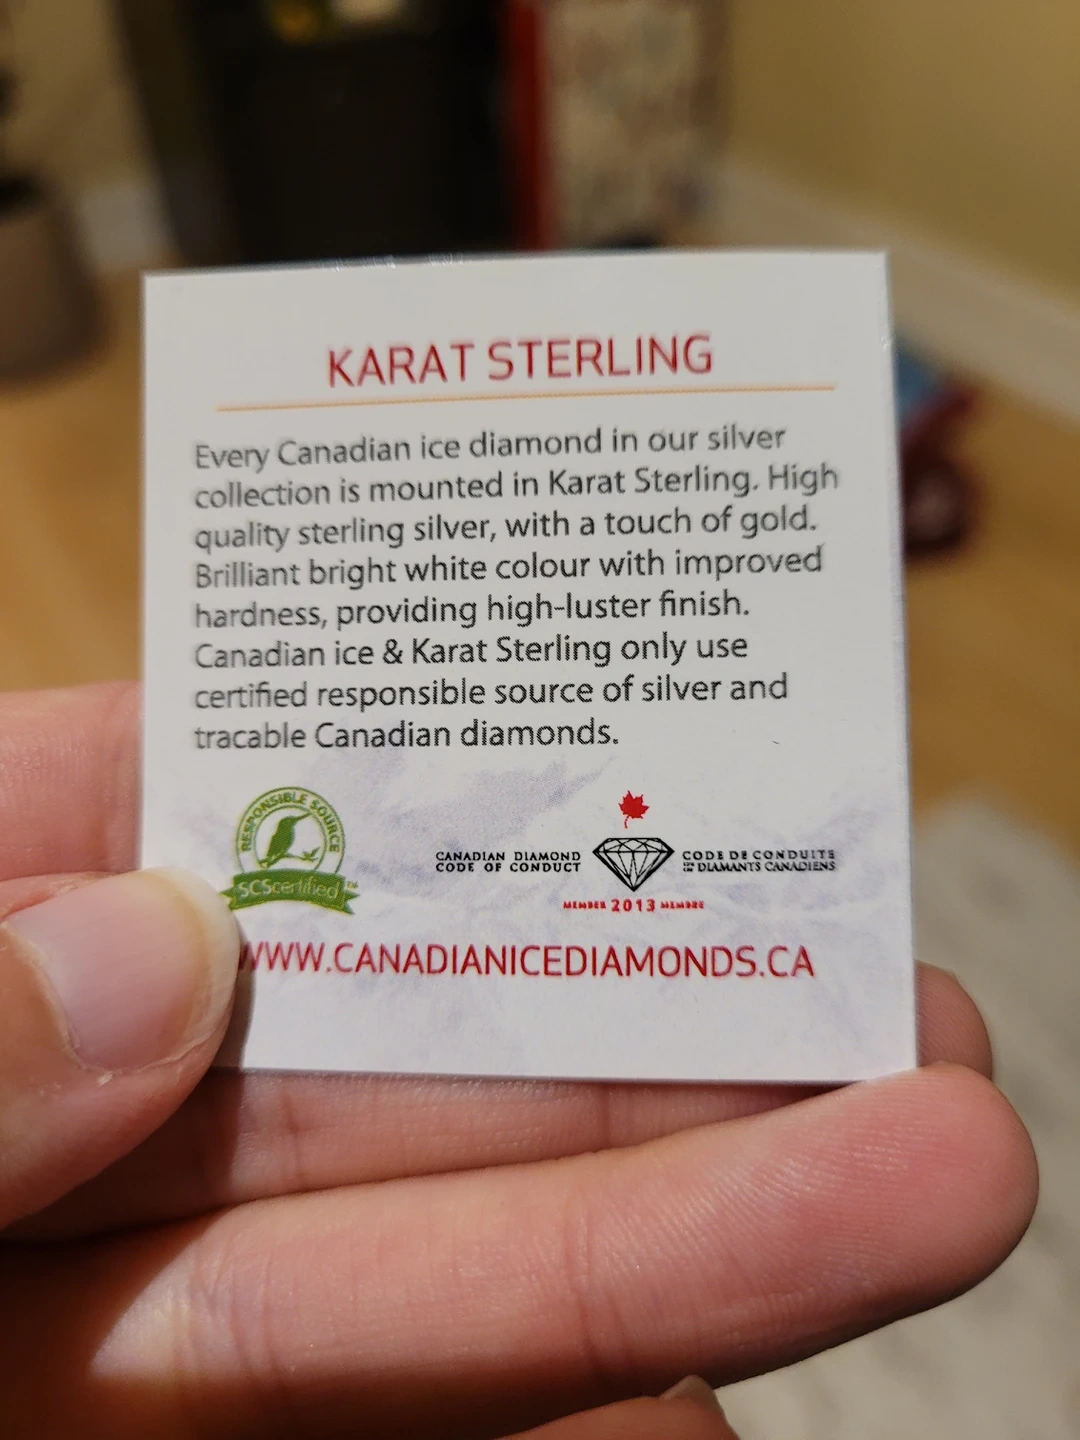 KARAT STERLING
Every Canadian ice diamond in our silver
collection is mounted in Karat Sterling. High
quality sterling silver, with a touch of gold.
Brilliant bright white colour with improved
hardness, providing high-luster finish.
Canadian ice & Karat Sterling only use
certified responsible source of silver and
tracable Canadian diamonds.
RESPONSIBLE SOURCE
SCScertified™
CANADIAN DIAMOND
CODE OF CONDUCT
CODE DE CONDUITE
DIAMANTS CANADIENS
MEMBER 2013 MEMBRE
WWW.CANADIANICEDIAMONDS.CA